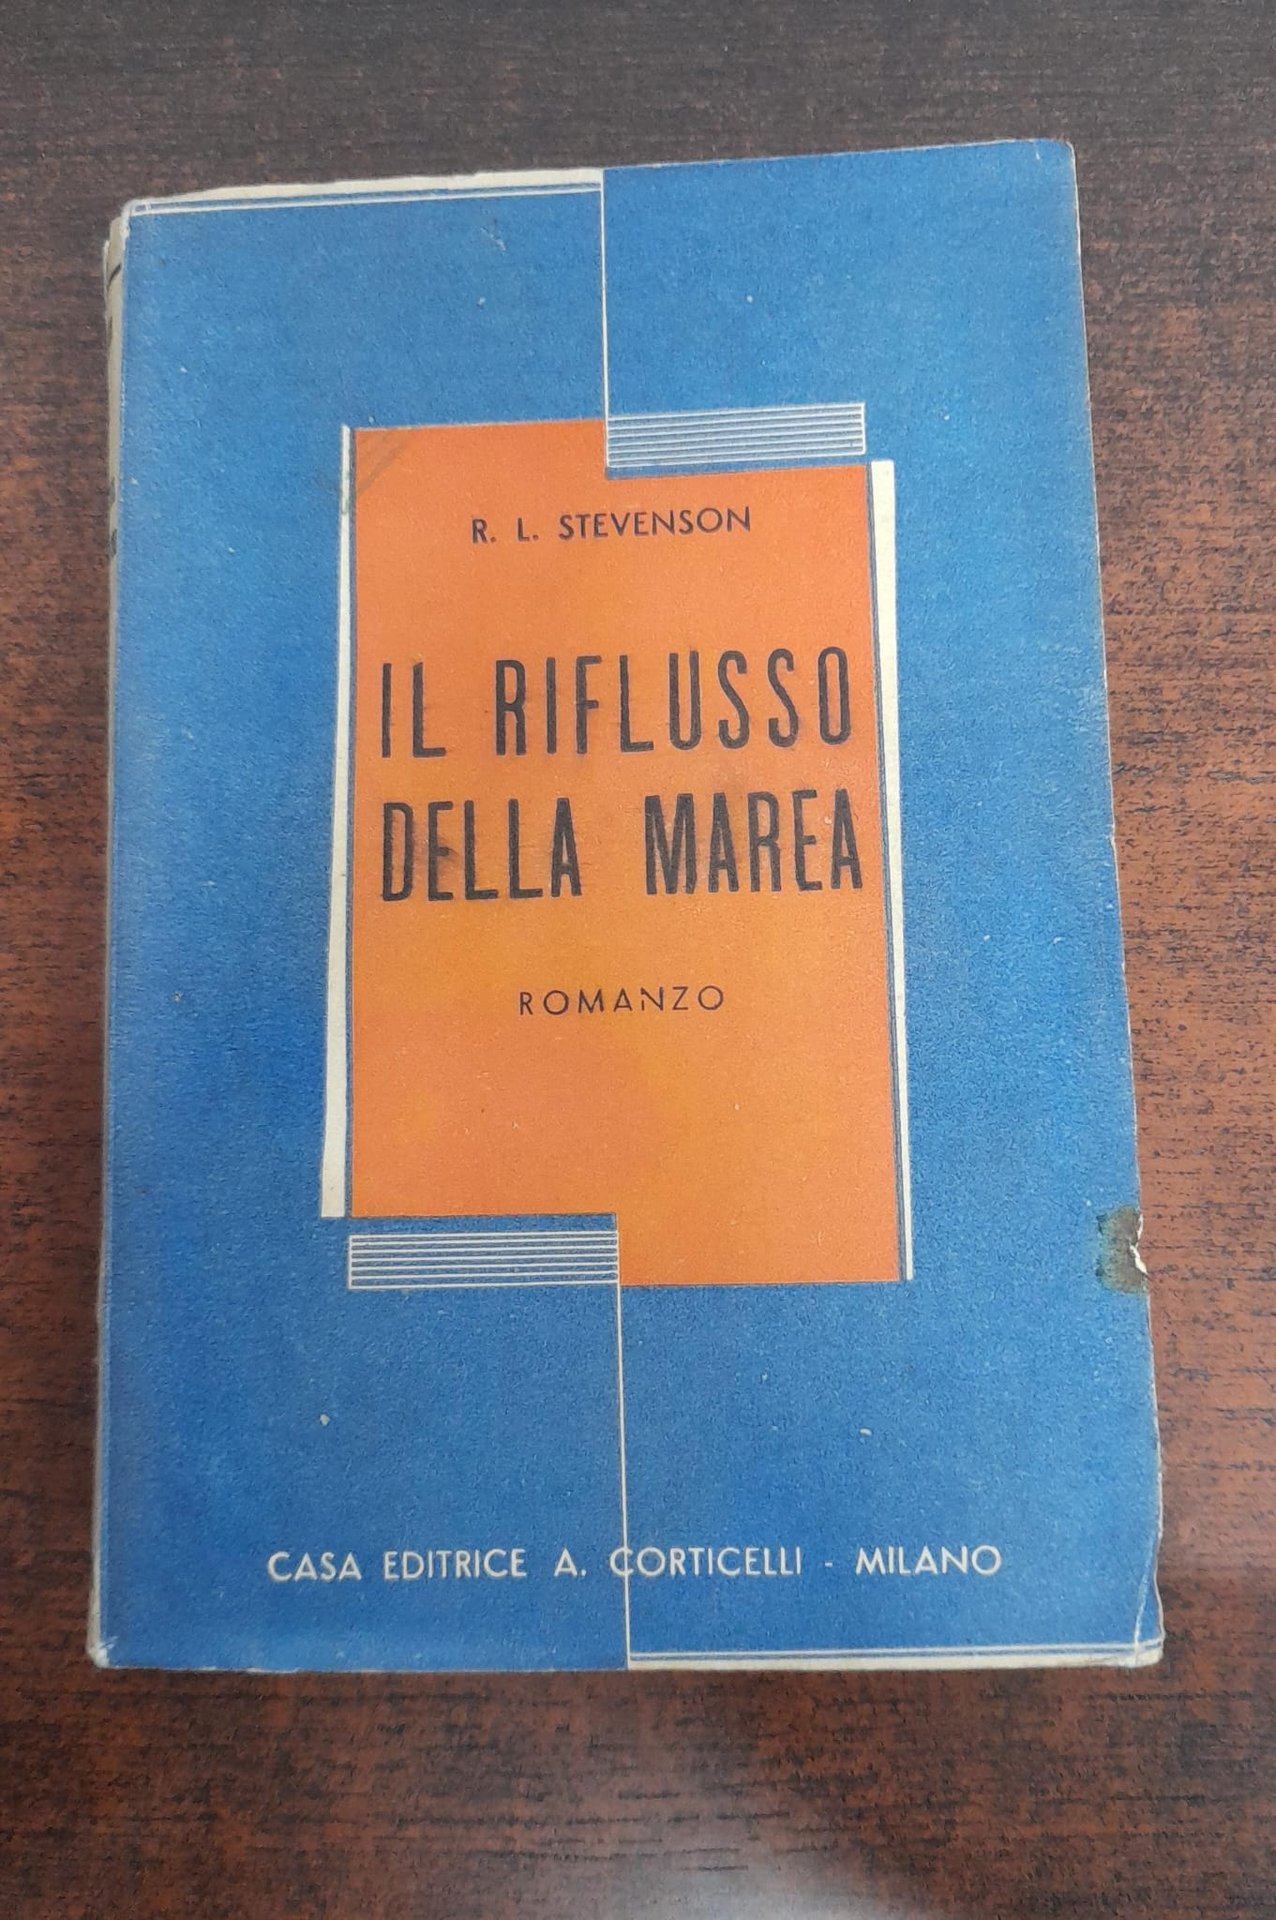 R. L. STEVENSON
IL RIFLUSSO
DELLA MAREA
ROMANZO
CASA EDITRICE A. CORTICELLI - MILANO